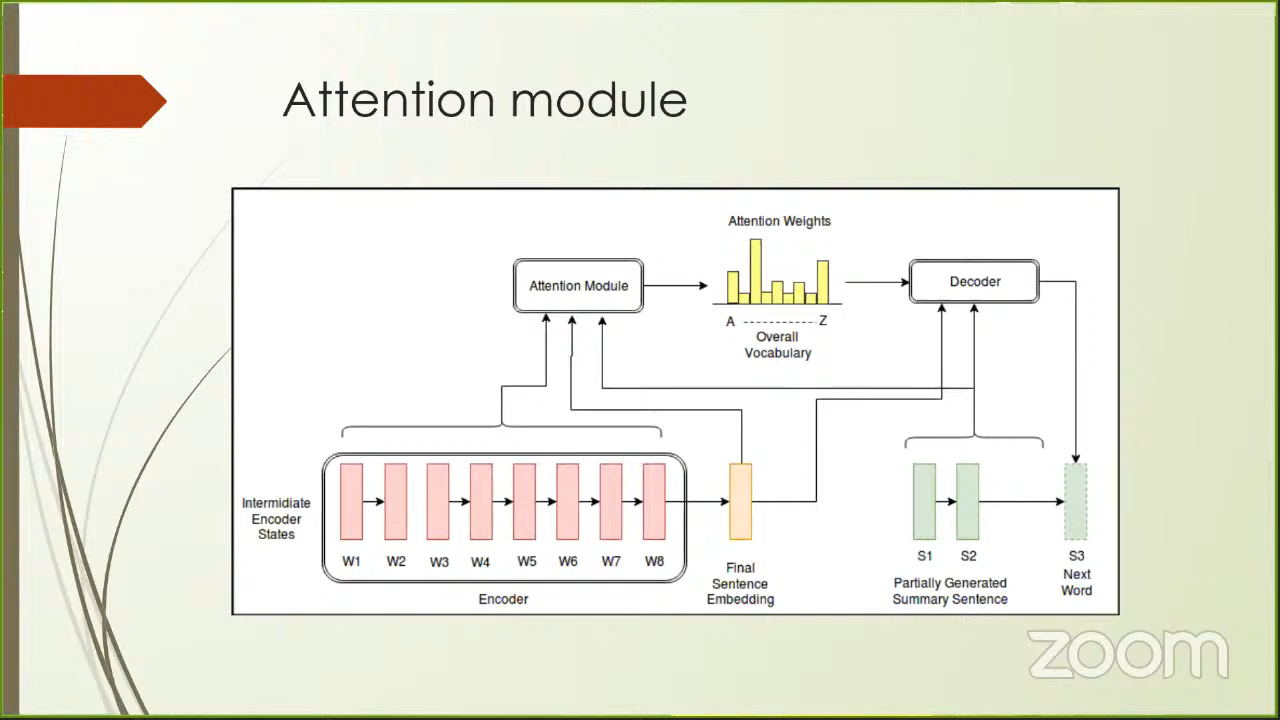 Attention module
Attention Weights
Attention Module
Decoder
A
Z
Overall
Vocabulary
Intermidiate
Encoder
States
W1
W2
W3
W4
W5
W6
W7
W8
Encoder
Final
Sentence
Embedding
S1
S2
Partially Generated
Summary Sentence
S3
Next
Word
zoom